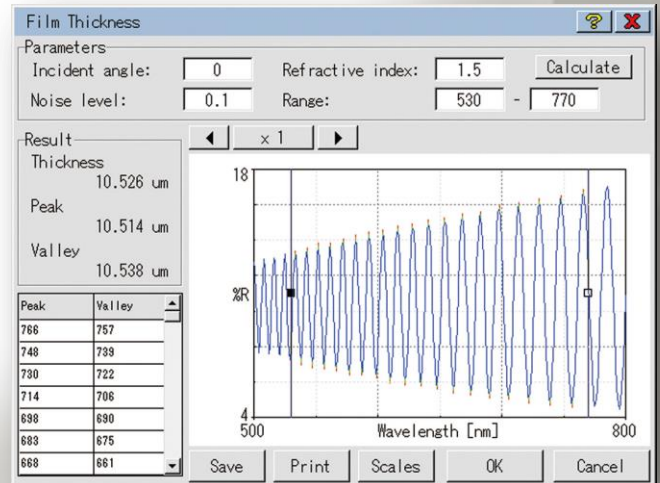 Film Thickness
? X
Parameters
Incident angle: 0 Refractive index: 1.5 Calculate
Noise level: 0.1 Range: 530 - 770
Result
Thickness
10.526 um
Peak
10.514 um
Valley
10.538 um
x 1
18
%R
4
500 Wavelength [nm] 800
Peak Valley
766 757
748 739
730 722
714 706
698 690
683 675
668 661
Save Print Scales OK Cancel